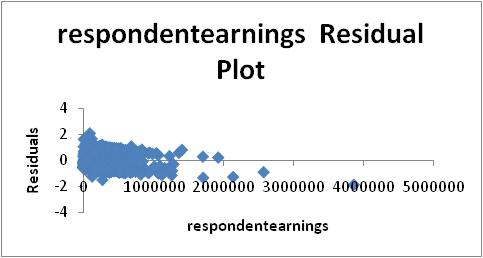 respondentearnings Residual
Plot
Residuals
4
2
0
-2
-4
0 1000000 2000000 3000000 4000000 5000000
respondentearnings